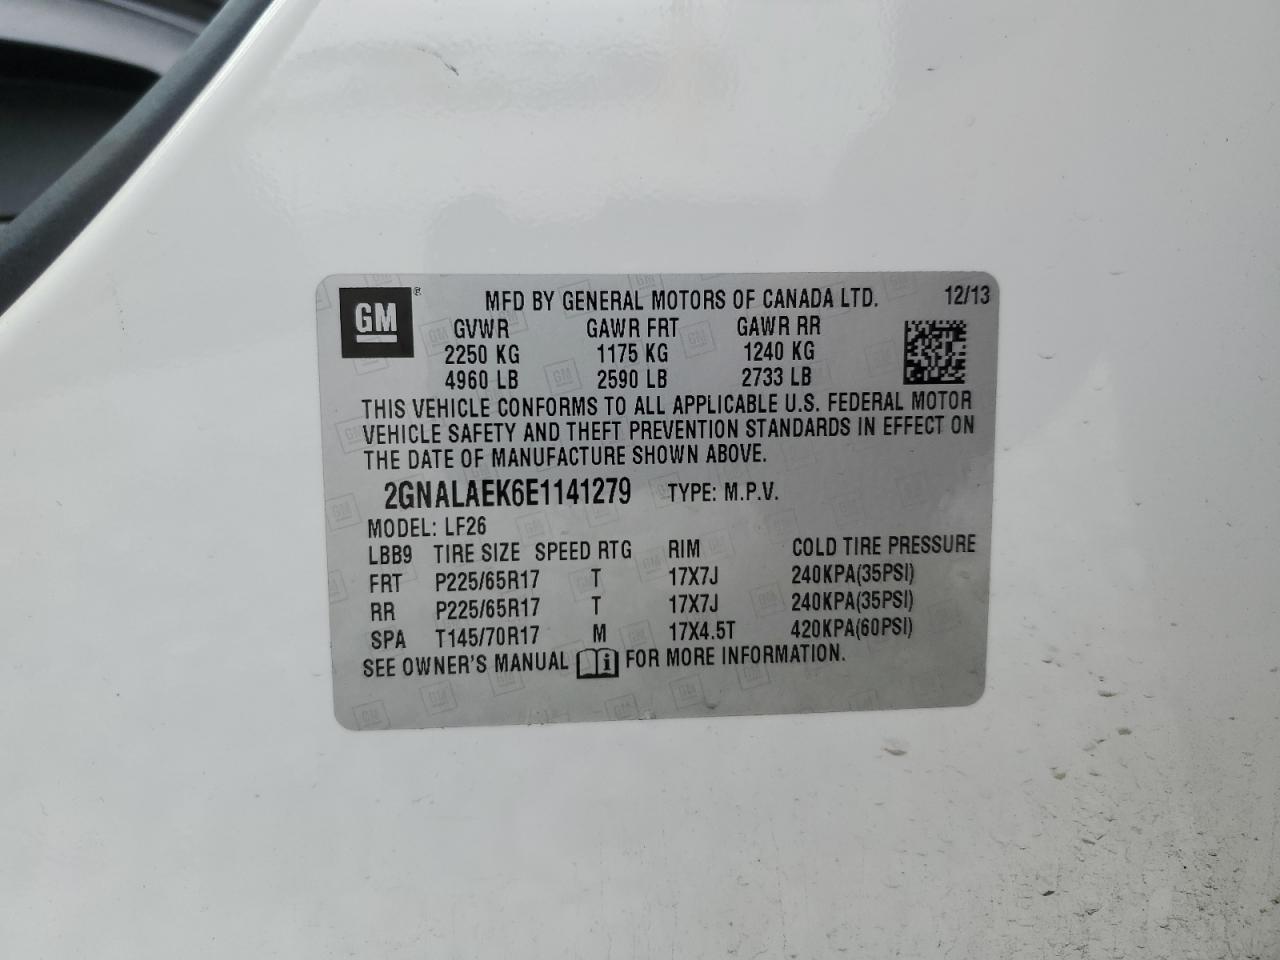 GM® MFD BY GENERAL MOTORS OF CANADA LTD. 12/13
GVWR GAWR FRT GAWR RR
2250 KG 1175 KG 1240 KG
4960 LB 2590 LB 2733 LB
THIS VEHICLE CONFORMS TO ALL APPLICABLE U.S. FEDERAL MOTOR
VEHICLE SAFETY AND THEFT PREVENTION STANDARDS IN EFFECT ON
THE DATE OF MANUFACTURE SHOWN ABOVE.
2GNALAEK6E1141279 TYPE: M.P.V.
MODEL: LF26
LBB9 TIRE SIZE SPEED RTG RIM COLD TIRE PRESSURE
FRT P225/65R17 T 17X7J 240KPA(35PSI)
RR P225/65R17 T 17X7J 240KPA(35PSI)
SPA T145/70R17 M 17X4.5T 420KPA(60PSI)
SEE OWNER'S MANUAL i FOR MORE INFORMATION.